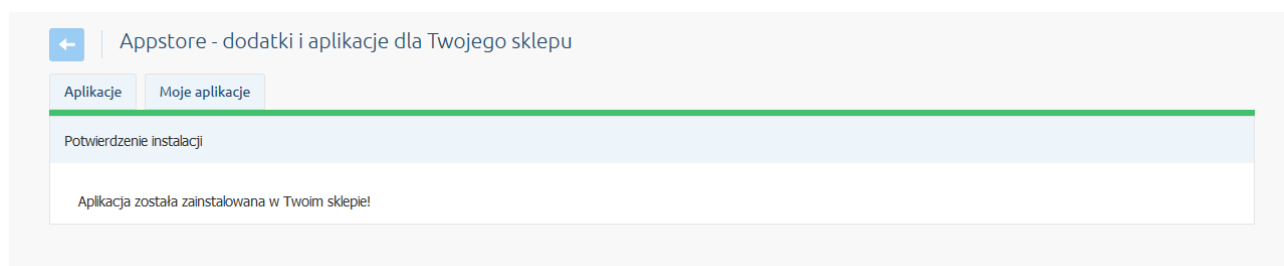 Appstore - dodatki i aplikacje dla Twojego sklepu
Aplikacje Moje aplikacje
Potwierdzenie instalacji
Aplikacja została zainstalowana w Twoim sklepie!